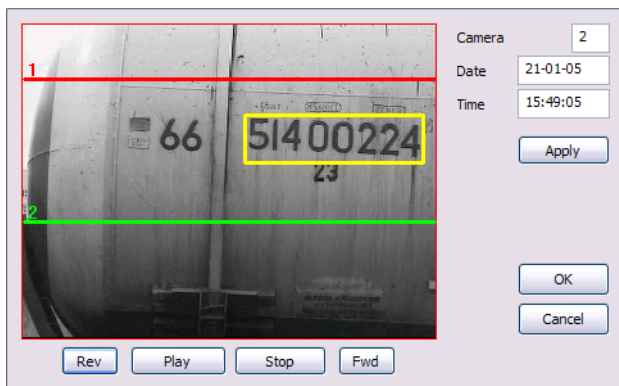 Camera 2
Date 21-01-05
1
Time 15:49:05
66 51400224
Apply
23
2
OK
Cancel
Rev Play Stop Fwd